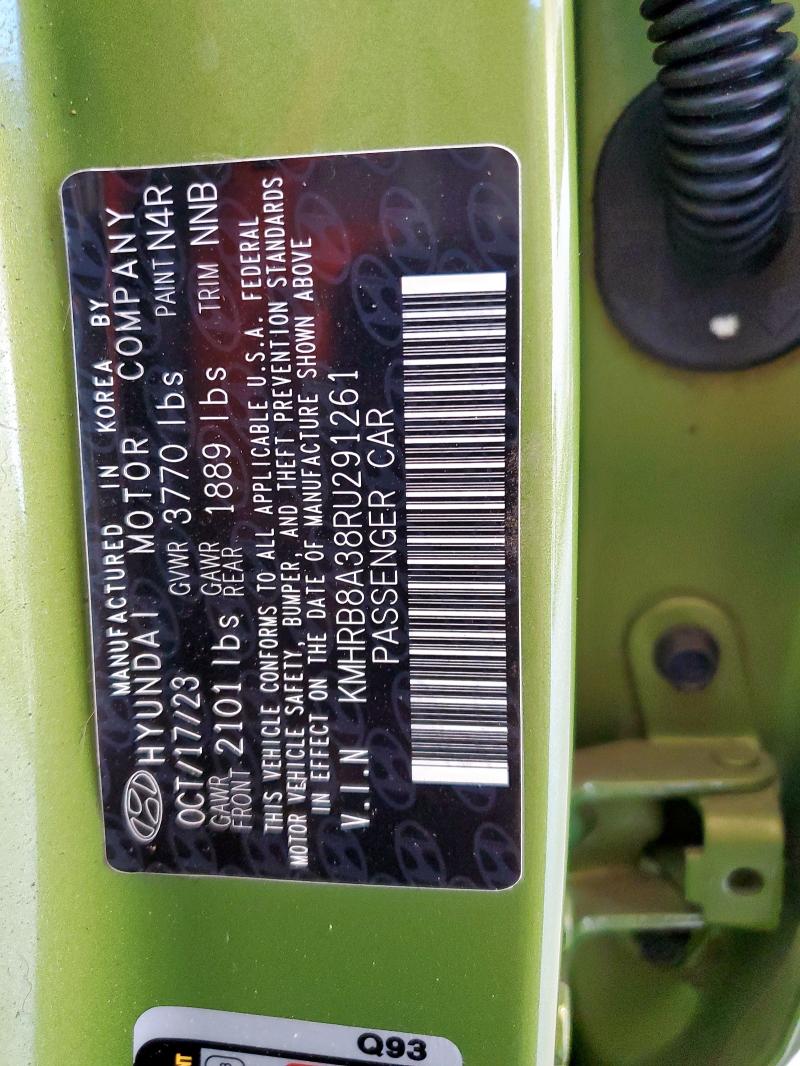 MANUFACTURED IN KOREA BY
HYUNDAI MOTOR COMPANY
OCT/17/23 GVWR 3770 lbs PAINT N4R
GAWR FRONT 2101 lbs GAWR REAR 1889 lbs TRIM NNB
THIS VEHICLE CONFORMS TO ALL APPLICABLE U.S.A. FEDERAL
MOTOR VEHICLE SAFETY, BUMPER, AND THEFT PREVENTION STANDARDS
IN EFFECT ON THE DATE OF MANUFACTURE SHOWN ABOVE
V.I.N KMHRB8A38RU291261
PASSENGER CAR
Q93